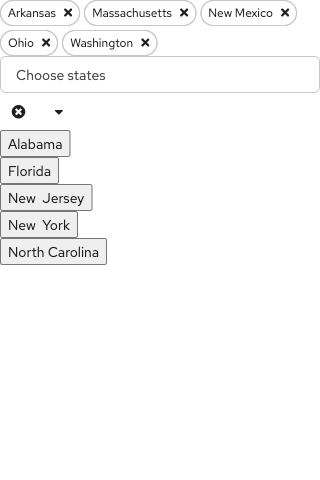 Arkansas Massachusetts New Mexico
Ohio Washington
Choose states
Alabama
Florida
New Jersey
New York
North Carolina